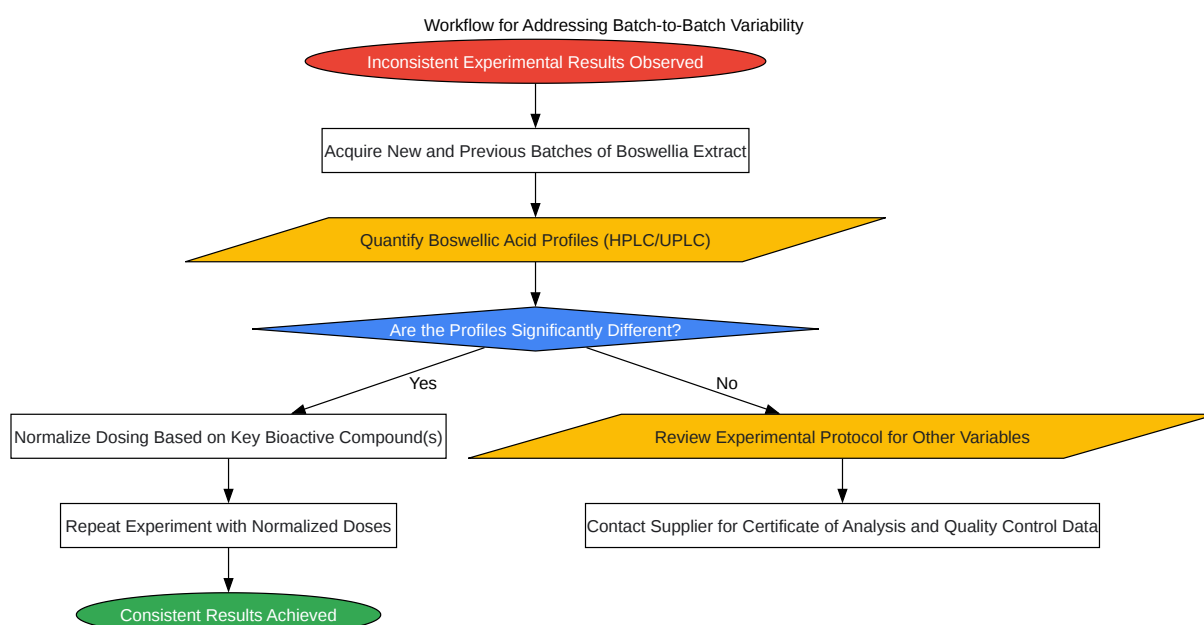 Workflow for Addressing Batch-to-Batch Variability
Inconsistent Experimental Results Observed
Acquire New and Previous Batches of Boswellia Extract
Quantify Boswellic Acid Profiles (HPLC/UPLC)
Are the Profiles Significantly Different?
Yes
No
Normalize Dosing Based on Key Bioactive Compound(s)
Review Experimental Protocol for Other Variables
Repeat Experiment with Normalized Doses
Contact Supplier for Certificate of Analysis and Quality Control Data
Consistent Results Achieved